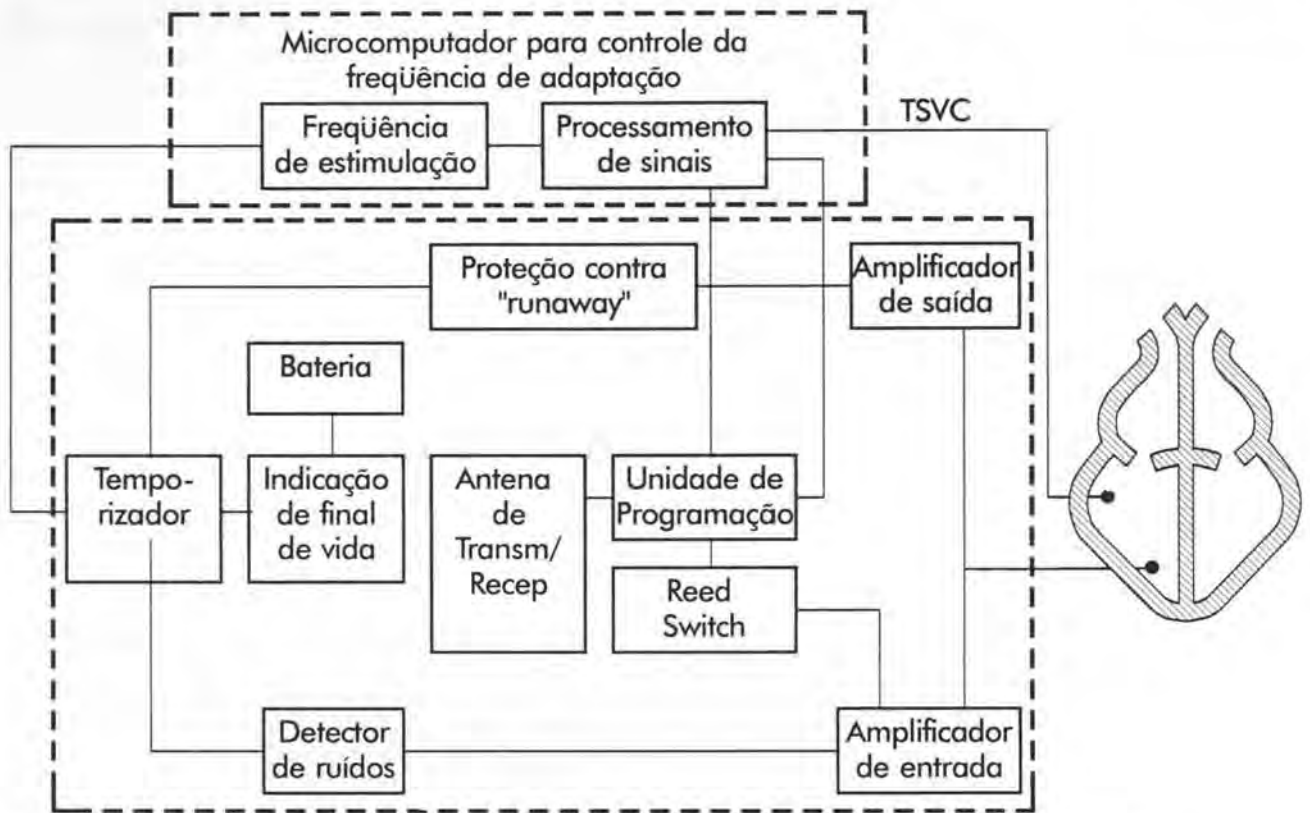 Microcomputador para controle da
freqüência de adaptação
Freqüência
de estimulação
Processamento
de sinais
TSVC
Proteção contra
"runaway"
Amplificador
de saída
Bateria
Tempo-
rizador
Indicação
de final
de vida
Antena
de
Transm/
Recep
Unidade de
Programação
Reed
Switch
Detector
de ruídos
Amplificador
de entrada